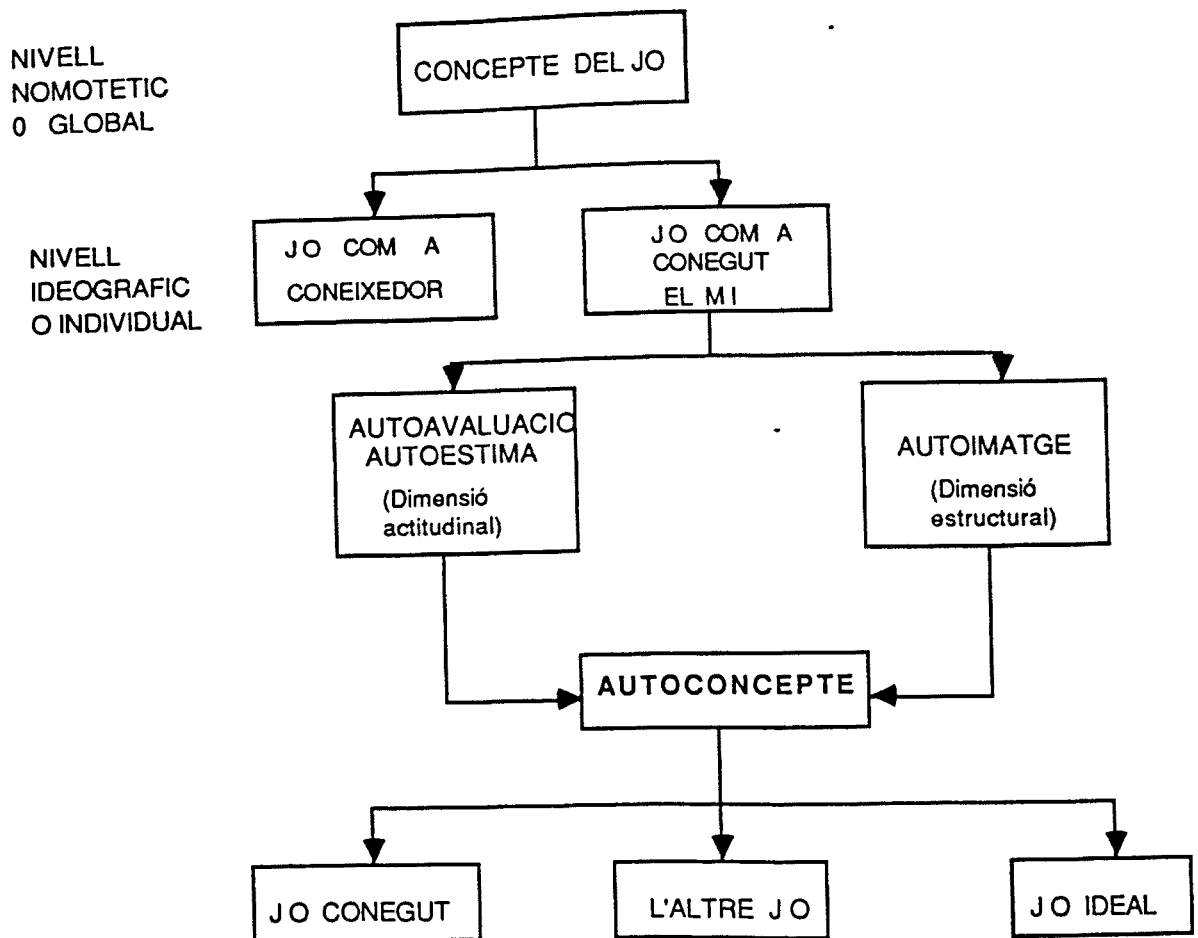 NIVELL
NOMOTETIC
0 GLOBAL
CONCEPTE DEL JO
NIVELL
IDEOGRAFIC
O INDIVIDUAL
JO COM A
CONEIXEDOR
JO COM A
CONEGUT
EL MI
AUTOAVALUACIO
AUTOESTIMA
(Dimensió
actitudinal)
AUTOIMATGE
(Dimensió
estructural)
AUTOCONCEPTE
JO CONEGUT
L'ALTRE JO
JO IDEAL